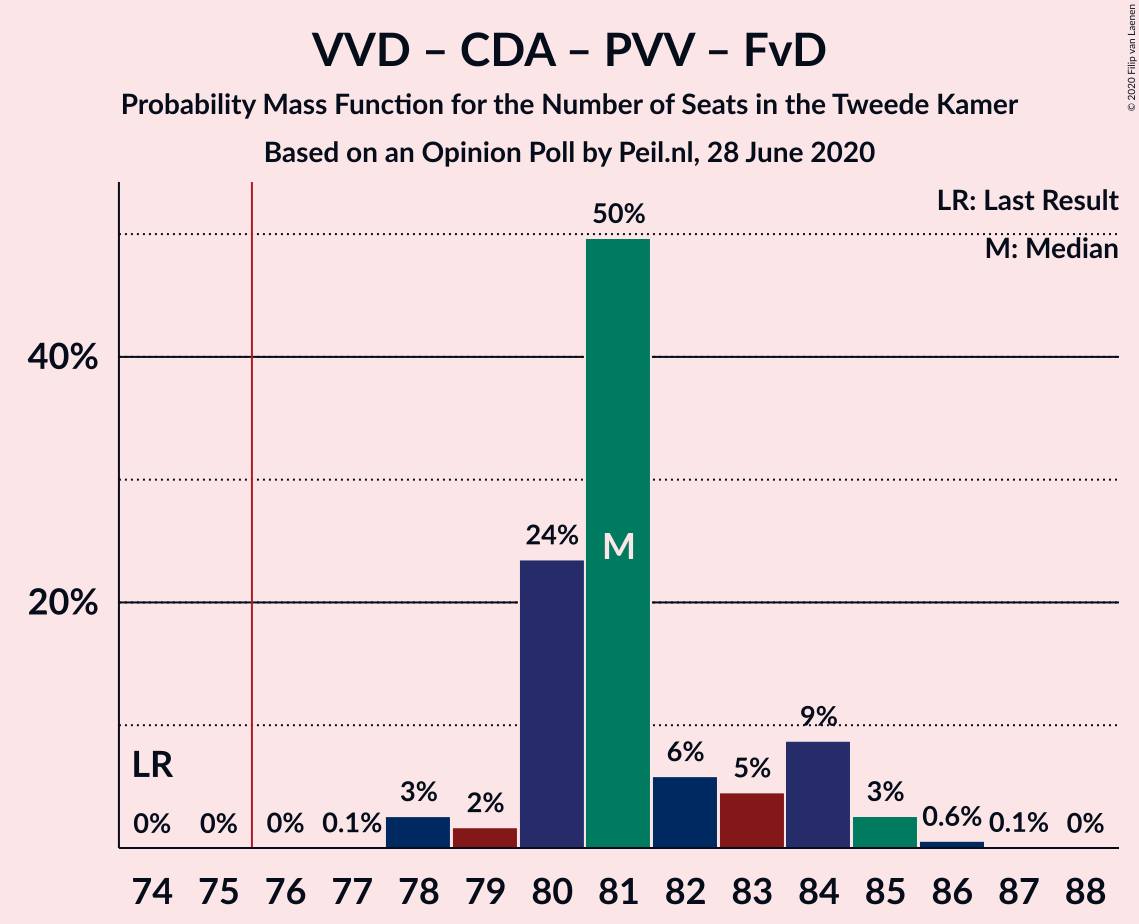 VVD – CDA – PVV – FvD
Probability Mass Function for the Number of Seats in the Tweede Kamer
Based on an Opinion Poll by Peil.nl, 28 June 2020
© 2020 Filip van Laenen
LR: Last Result
M: Median
40%
20%
LR
M
0%
0%
0%
0.1%
3%
2%
24%
50%
6%
5%
9%
3%
0.6%
0.1%
0%
74 75 76 77 78 79 80 81 82 83 84 85 86 87 88